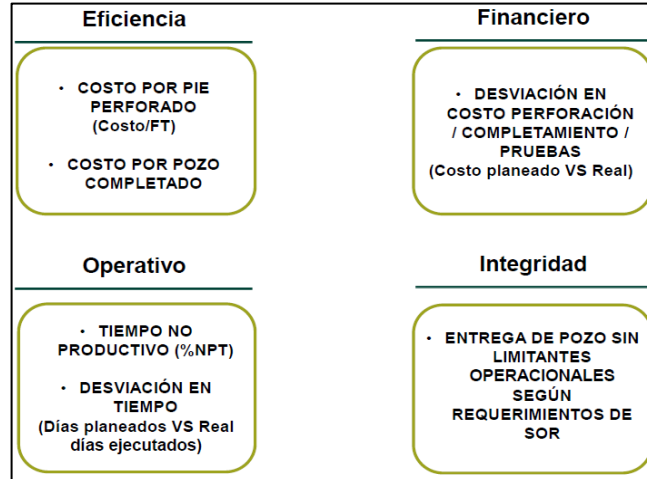 Eficiencia
• COSTO POR PIE
PERFORADO
(Costo/FT)
• COSTO POR POZO
COMPLETADO
Financiero
• DESVIACIÓN EN
COSTO PERFORACIÓN
/ COMPLETAMIENTO /
PRUEBAS
(Costo planeado VS Real)
Operativo
• TIEMPO NO
PRODUCTIVO (%NPT)
• DESVIACIÓN EN
TIEMPO
(Días planeados VS Real
días ejecutados)
Integridad
• ENTREGA DE POZO SIN
LIMITANTES
OPERACIONALES
SEGÚN
REQUERIMIENTOS DE
SOR